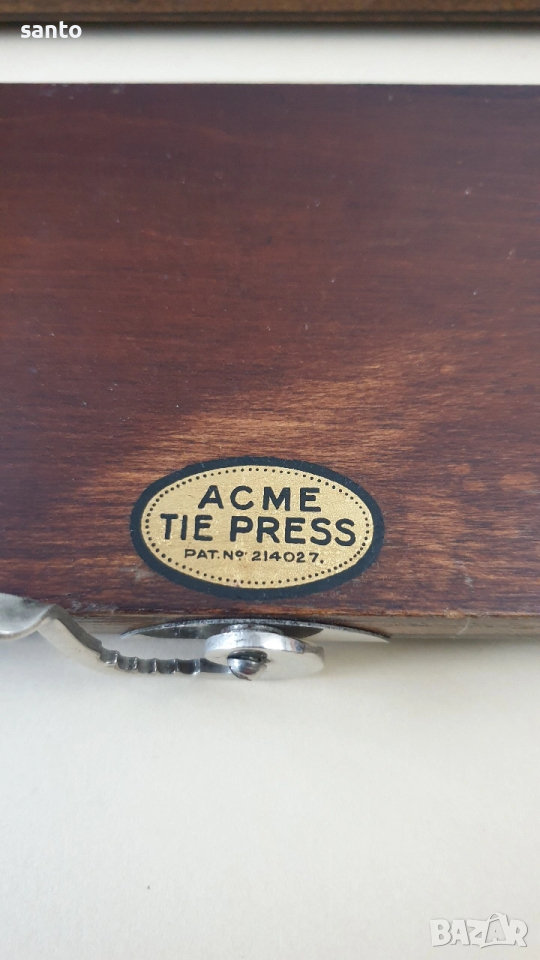 santo
ACME
TIE PRESS
PAT. Nº 214027.
BAZAR